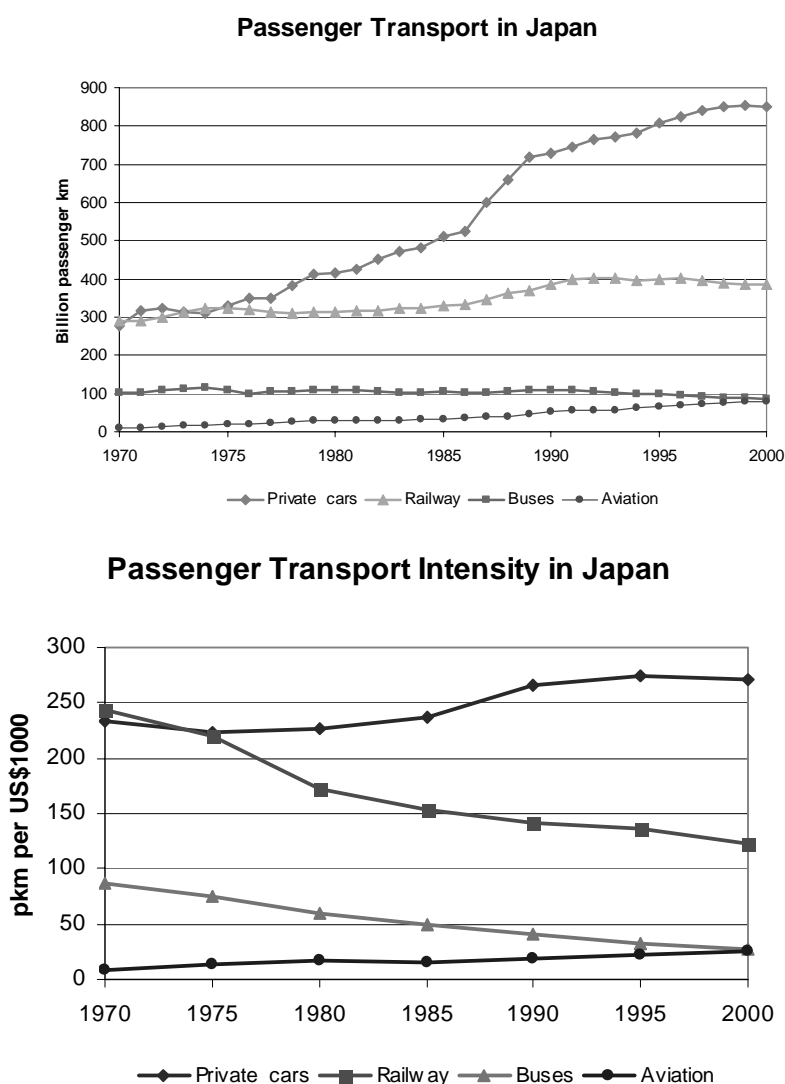 Passenger Transport in Japan
900
800
700
600
500
400
300
200
100
0
Billion passenger km
1970 1975 1980 1985 1990 1995 2000
Private cars Railway Buses Aviation
Passenger Transport Intensity in Japan
300
250
200
150
100
50
0
pkm per US$1000
1970 1975 1980 1985 1990 1995 2000
Private cars Railway Buses Aviation